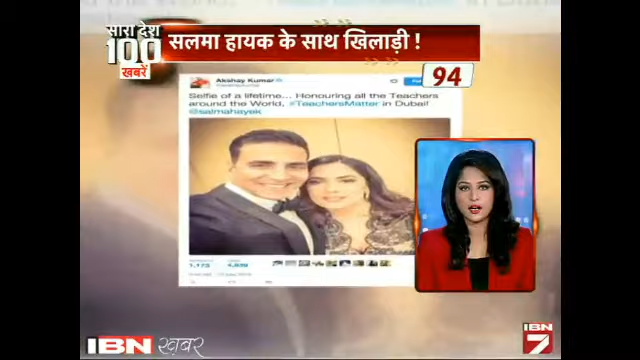 सारा देश
100
खबरें
सलमा हायक के साथ खिलाड़ी !
94
Akshay Kumar
Selfie of a lifetime... Honouring all the Teachers
around the World, #TeachersMatter in Dubai!
@salmahayek
IBN ख़बर
IBN
7